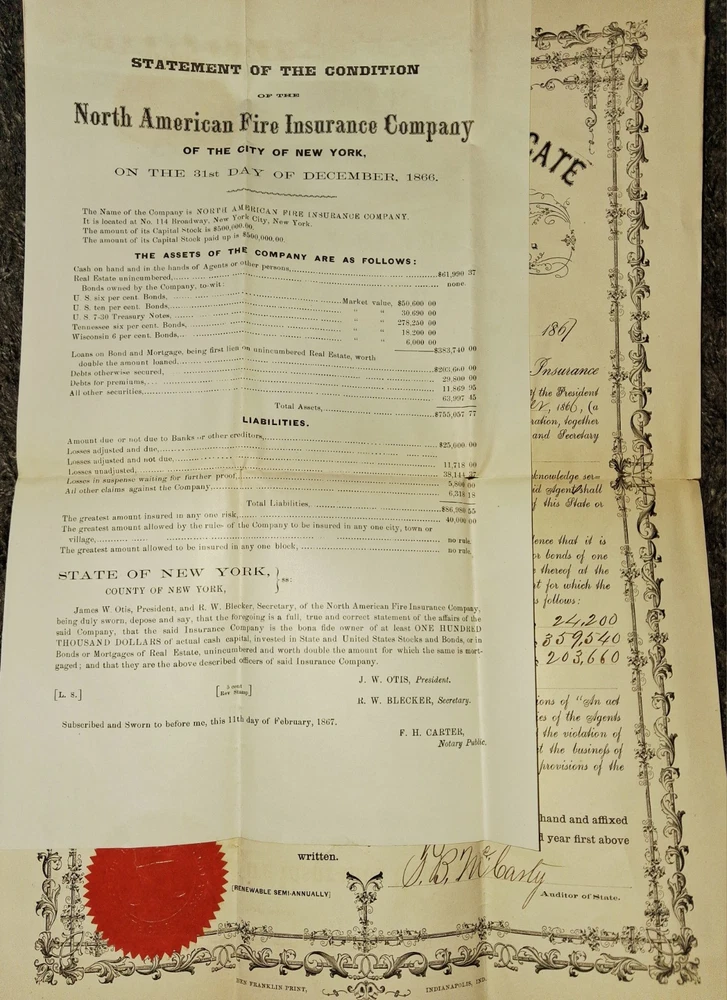 STATEMENT OF THE CONDITION
OF THE
North American Fire Insurance Company
OF THE CITY OF NEW YORK,
ON THE 31st DAY OF DECEMBER, 1866.
The Name of the Company is NORTH AMERICAN FIRE INSURANCE COMPANY.
It is located at No. 114 Broadway, New York City, New York.
The amount of its Capital Stock is $500,000.00.
The amount of its Capital Stock paid up is $500,000.00.
THE ASSETS OF THE COMPANY ARE AS FOLLOWS:
Cash on hand and in the hands of Agents or other persons, $61,990 37
Real Estate unincumbered, none.
Bonds owned by the Company, to-wit:
U. S. six per cent. Bonds, Market value, $50,600 00
U. S. ten per cent. Bonds, " " 30,690 00
U. S. 7-30 Treasury Notes, " " 278,250 00
Tennessee six per cent. Bonds, " " 18,200 00
Wisconsin 6 per cent. Bonds, 6,000 00
$383,740 00
Loans on Bond and Mortgage, being first lien on unincumbered Real Estate, worth
double the amount loaned, $203,660 00
Debts otherwise secured, 29,800 00
Debts for premiums, 11,869 95
All other securities, 63,997 45
Total Assets, $755,057 77
LIABILITIES.
Amount due or not due to Banks or other creditors, $25,000 00
Losses adjusted and due,
Losses adjusted and not due, 11,718 00
Losses unadjusted, 38,144
Losses in suspense waiting for further proof, 5,800 00
All other claims against the Company, 6,318 18
Total Liabilities, $86,980 55
The greatest amount insured in any one risk, 40,000 00
The greatest amount allowed by the rules of the Company to be insured in any one city, town or
village, no rule.
The greatest amount allowed to be insured in any one block, no rule.
STATE OF NEW YORK, } ss:
COUNTY OF NEW YORK,
James W. Otis, President, and R. W. Blecker, Secretary, of the North American Fire Insurance Company,
being duly sworn, depose and say, that the foregoing is a full, true and correct statement of the affairs of the
said Company, that the said Insurance Company is the bona fide owner of at least ONE HUNDRED
THOUSAND DOLLARS of actual cash capital, invested in State and United States Stocks and Bonds, or in
Bonds or Mortgages of Real Estate, unincumbered and worth double the amount for which the same is mort-
gaged; and that they are the above described officers of said Insurance Company.
J. W. OTIS, President.
[L. S.] [5 cent Rev Stamp]
R. W. BLECKER, Secretary.
Subscribed and Sworn to before me, this 11th day of February, 1867.
F. H. CARTER,
Notary Public.
CATE
1867
Insurance
the President
1866, (a
ration, together
and Secretary
knowledge ser=
id Agent shall
f this State or
ence that it is
or bonds of one
thereof at the
for which the
s follows:
24,200
359,540
203,660
ions of "An act
of the Agents
the violation of
the business of
provisions of the
hand and affixed
year first above
written.
T. B. McCarty
Auditor of State.
[RENEWABLE SEMI-ANNUALLY]
BEN FRANKLIN PRINT, INDIANAPOLIS, IND.